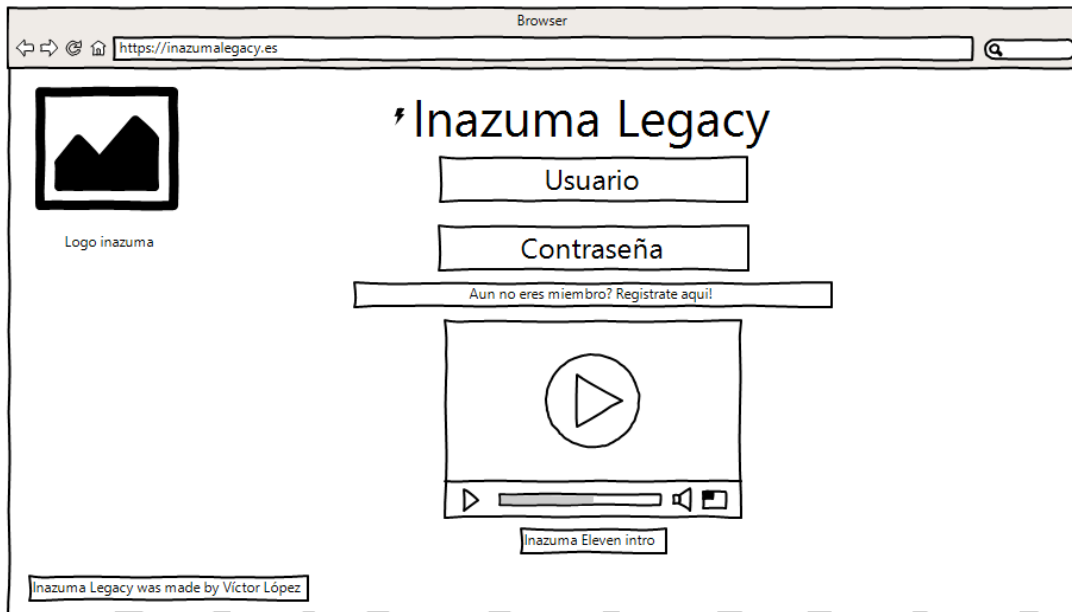 Browser
https://inazumalegacy.es
Inazuma Legacy
Usuario
Logo inazuma
Contraseña
Aun no eres miembro? Registrate aqui!
Inazuma Eleven intro
Inazuma Legacy was made by Víctor López